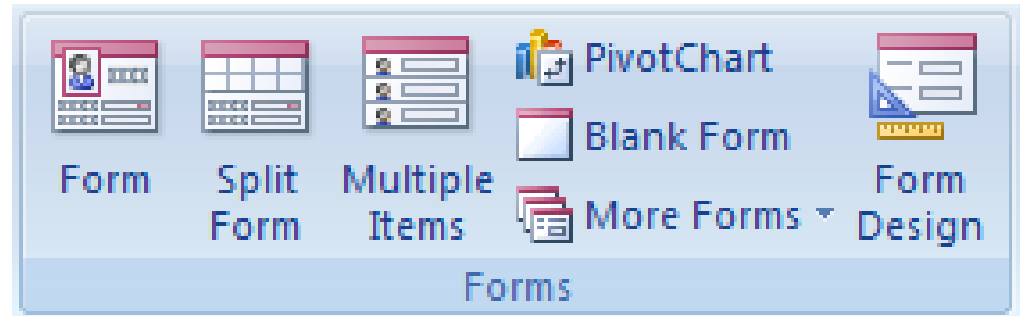 Form
Split
Form
Multiple
Items
PivotChart
Blank Form
More Forms
Form
Design
Forms